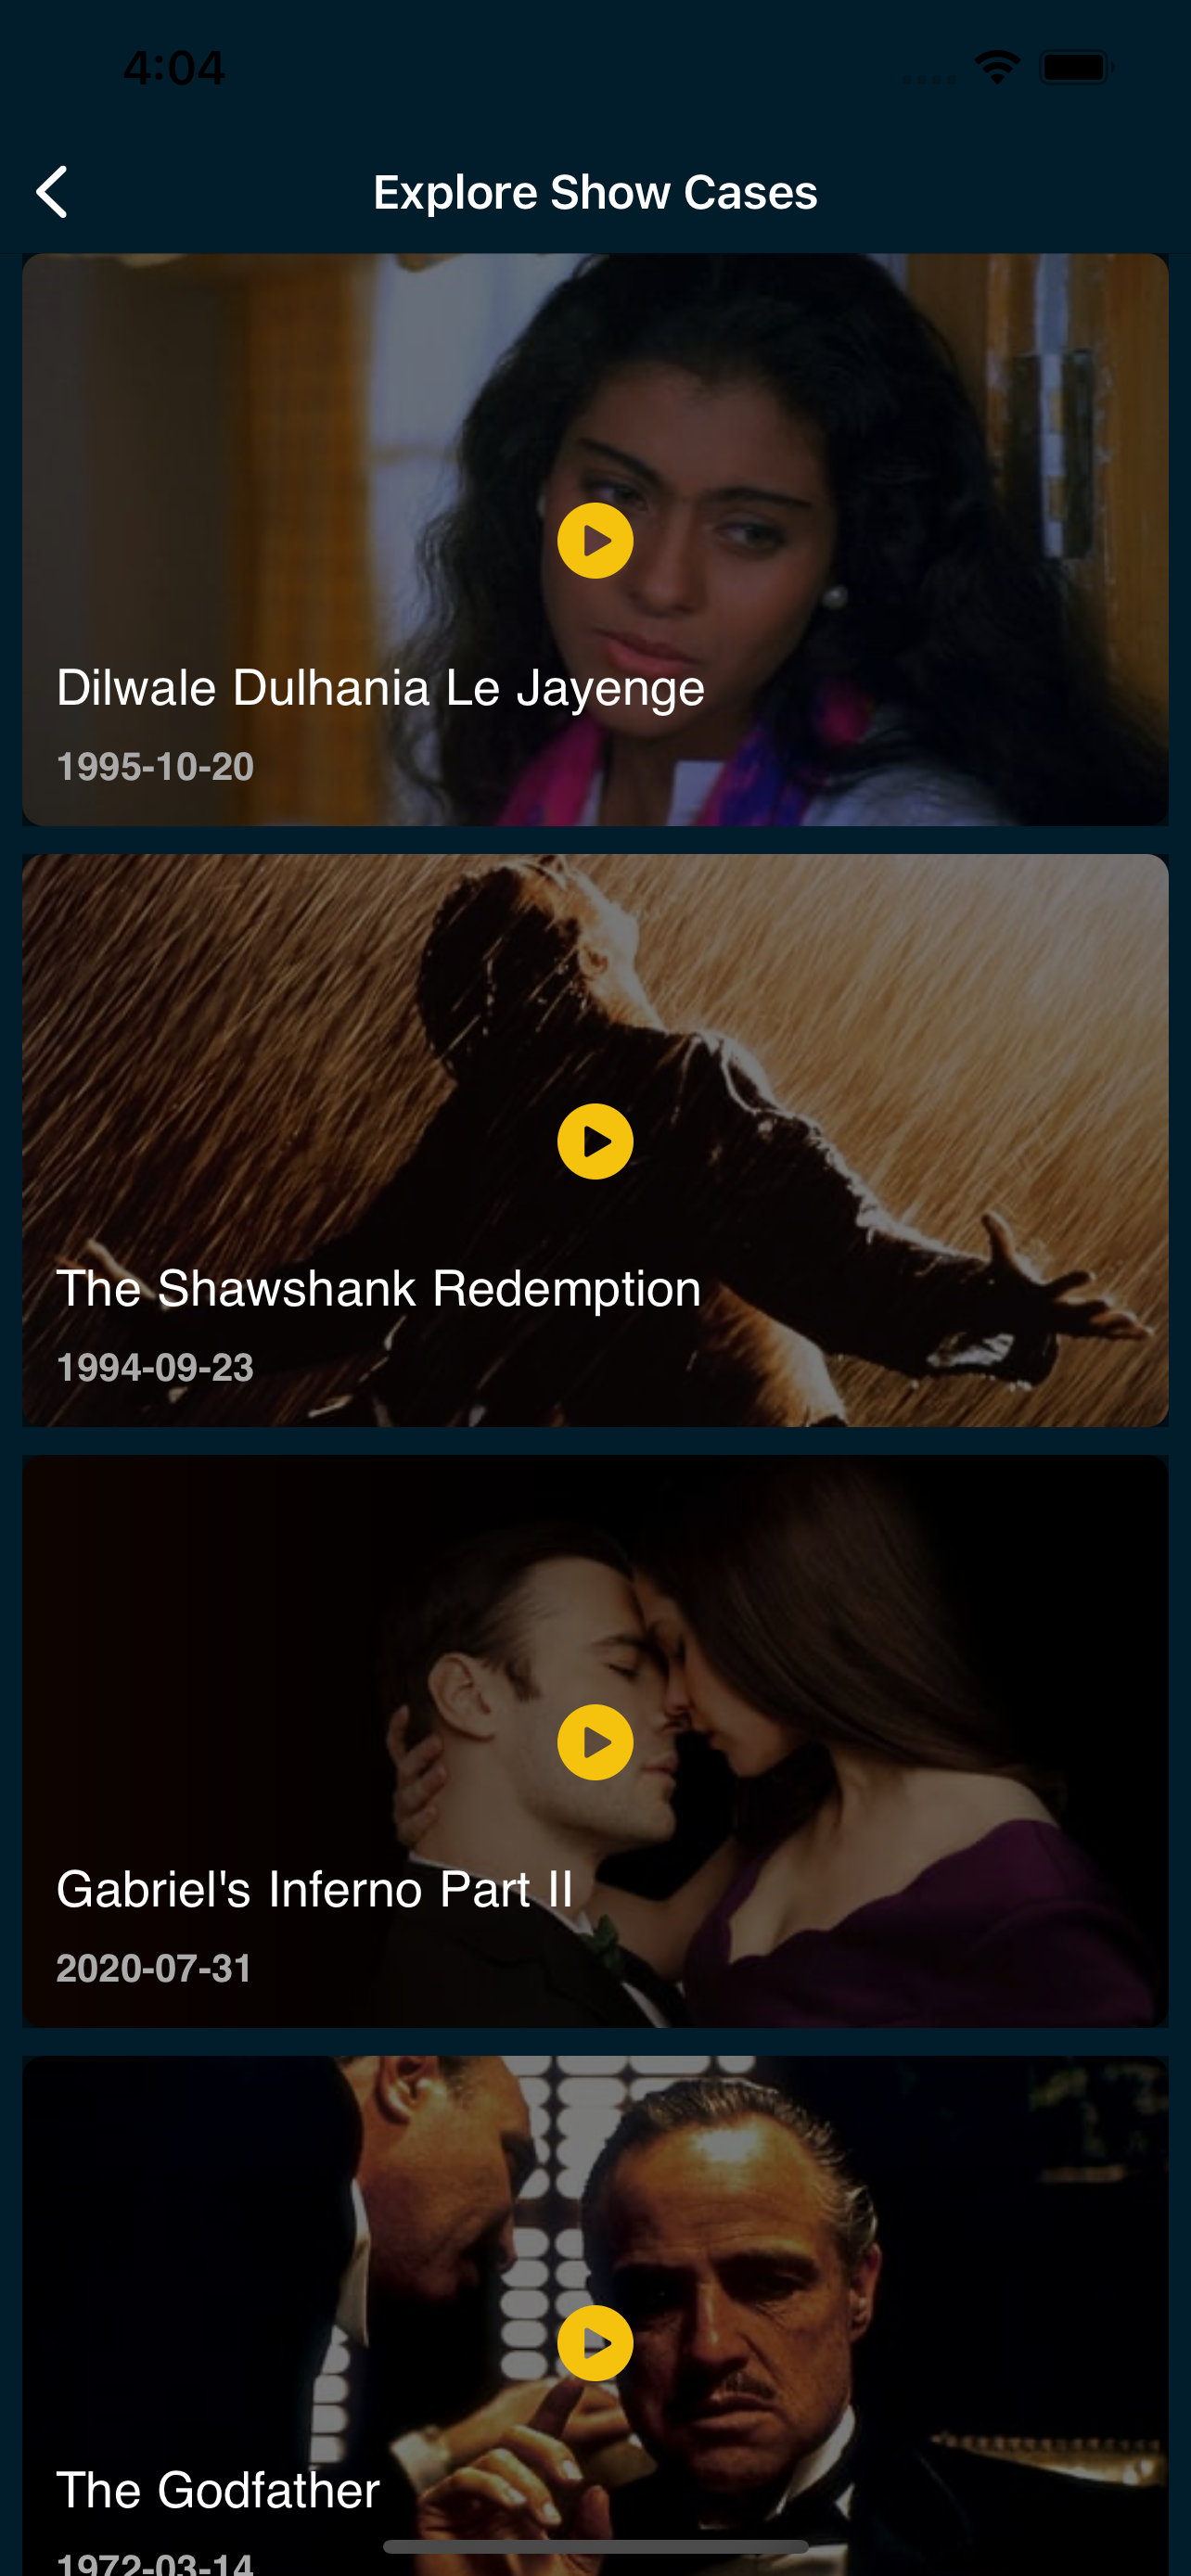 4:04
Explore Show Cases
Dilwale Dulhania Le Jayenge
1995-10-20
The Shawshank Redemption
1994-09-23
Gabriel's Inferno Part II
2020-07-31
The Godfather
1972-03-14